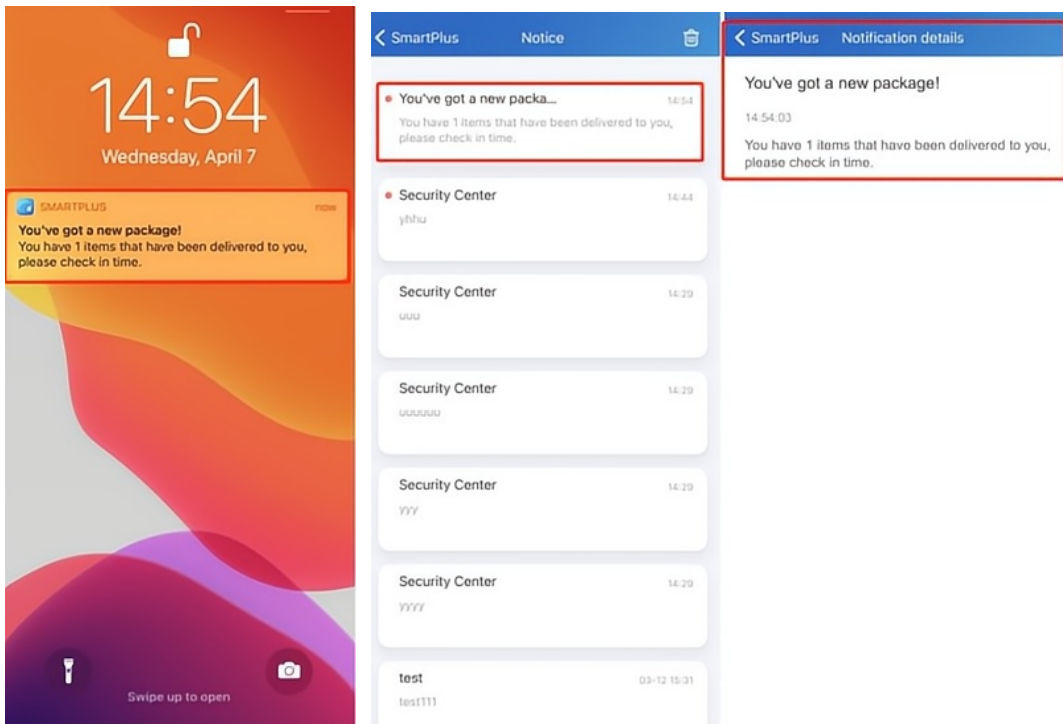 14:54
Wednesday, April 7
SMARTPLUS now
You've got a new package!
You have 1 items that have been delivered to you,
please check in time.
Swipe up to open
SmartPlus Notice
You've got a new packa...
14:54
You have 1 items that have been delivered to you,
please check in time.
Security Center 14:44
yhhu
Security Center 14:29
uuu
Security Center 14:29
uuuuuu
Security Center 14:29
yyy
Security Center 14:29
yyyy
test 03-12 15:31
test111
SmartPlus Notification details
You've got a new package!
14:54:03
You have 1 items that have been delivered to you,
please check in time.